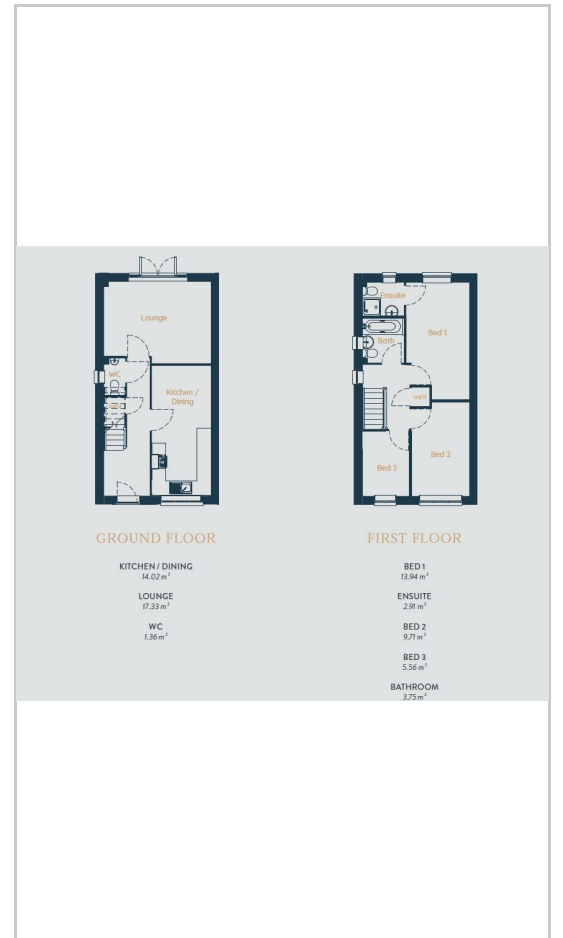 Lounge
WC
Kitchen /
Dining
Ensuite
Bath
Bed 1
cup'd
Bed 3
Bed 2
GROUND FLOOR
KITCHEN / DINING
14.02 m²
LOUNGE
17.33 m²
WC
1.36 m²
FIRST FLOOR
BED 1
13.94 m²
ENSUITE
2.91 m²
BED 2
9.71 m²
BED 3
5.56 m²
BATHROOM
3.75 m²